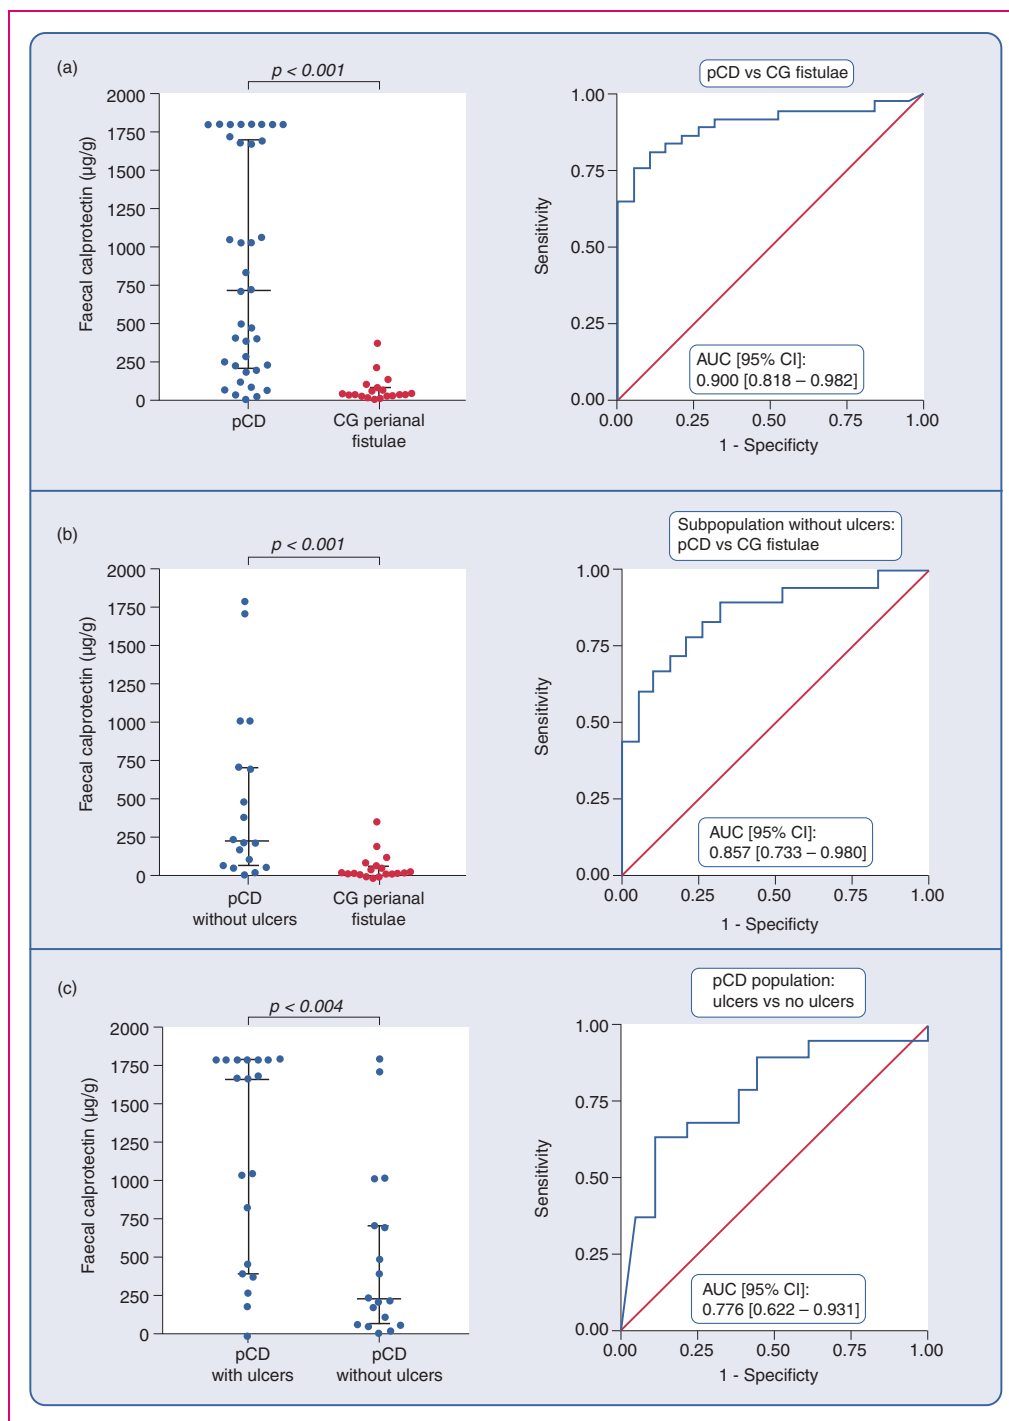 (a)
p < 0.001
2000
1750
1500
1250
1000
750
500
250
0
Faecal calprotectin (µg/g)
pCD
CG perianal
fistulae
pCD vs CG fistulae
1.00
0.75
0.50
0.25
0.00
Sensitivity
AUC [95% CI]:
0.900 [0.818 – 0.982]
0.00
0.25
0.50
0.75
1.00
1 - Specificty
(b)
p < 0.001
2000
1750
1500
1250
1000
750
500
250
0
Faecal calprotectin (µg/g)
pCD
without ulcers
CG perianal
fistulae
Subpopulation without ulcers:
pCD vs CG fistulae
1.00
0.75
0.50
0.25
0.00
Sensitivity
AUC [95% CI]:
0.857 [0.733 – 0.980]
0.00
0.25
0.50
0.75
1.00
1 - Specificty
(c)
p < 0.004
2000
1750
1500
1250
1000
750
500
250
0
Faecal calprotectin (µg/g)
pCD
with ulcers
pCD
without ulcers
pCD population:
ulcers vs no ulcers
1.00
0.75
0.50
0.25
0.00
Sensitivity
AUC [95% CI]:
0.776 [0.622 – 0.931]
0.00
0.25
0.50
0.75
1.00
1 - Specificty